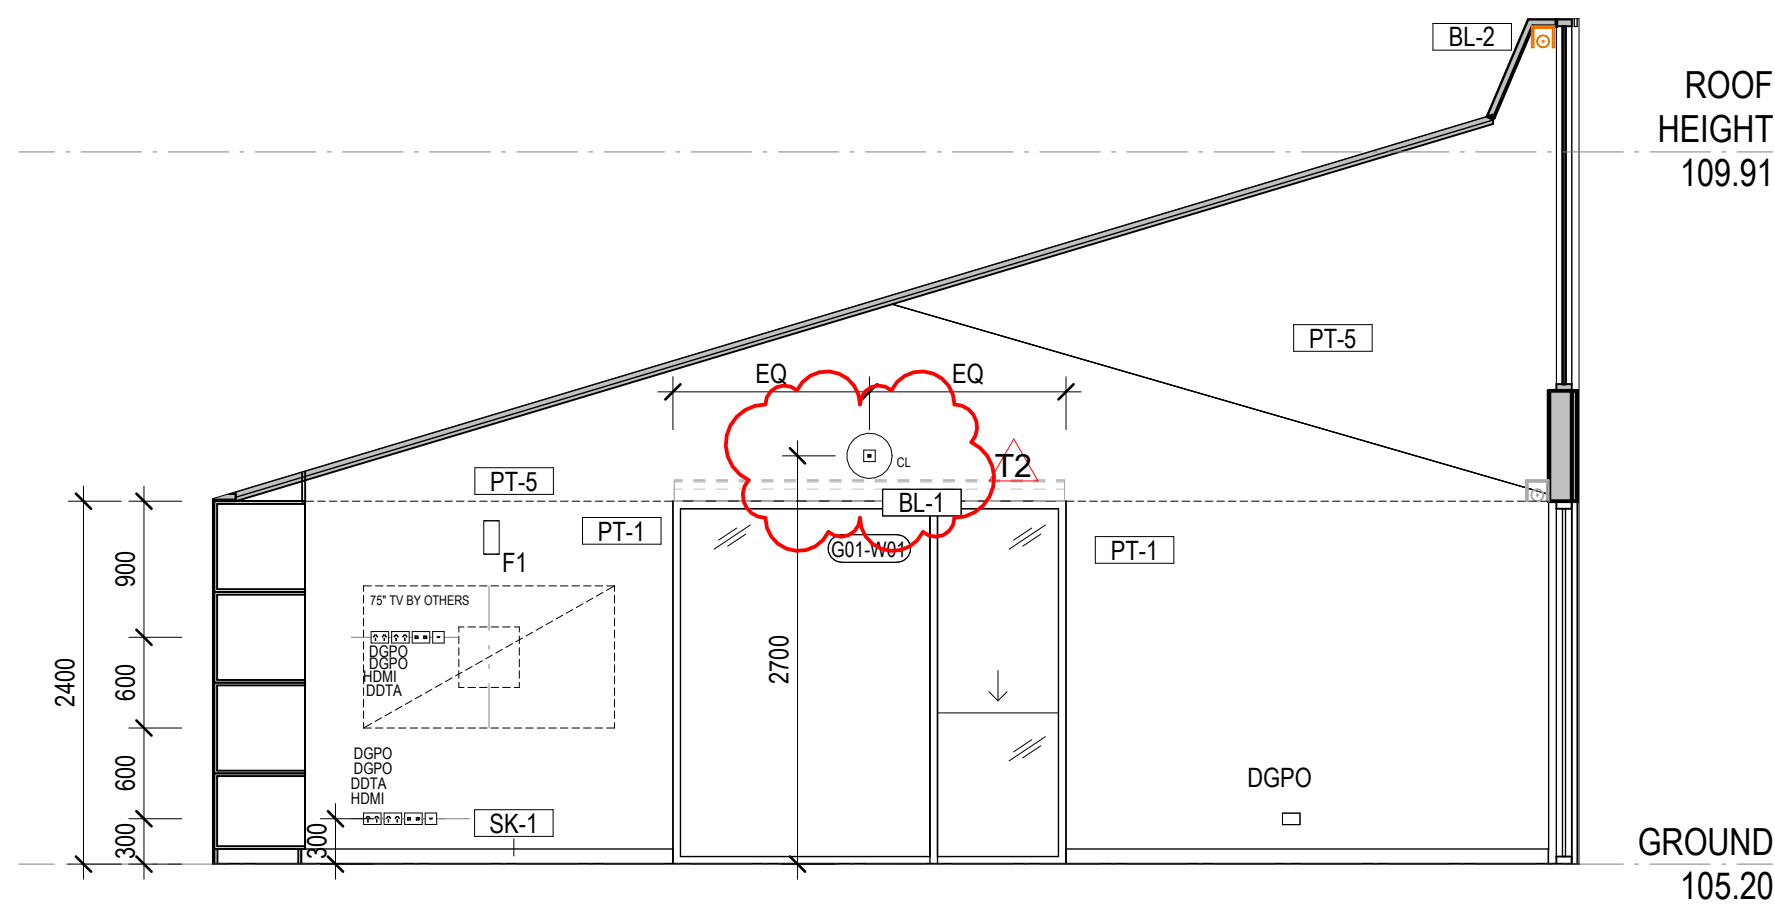 BL-2
ROOF
HEIGHT
109.91
PT-5
EQ
EQ
CL
T2
PT-5
BL-1
PT-1
G01-W01
PT-1
F1
900
75" TV BY OTHERS
DGPO
DGPO
HDMI
DDTA
600
2400
2700
DGPO
DGPO
DDTA
HDMI
600
DGPO
SK-1
300
300
GROUND
105.20